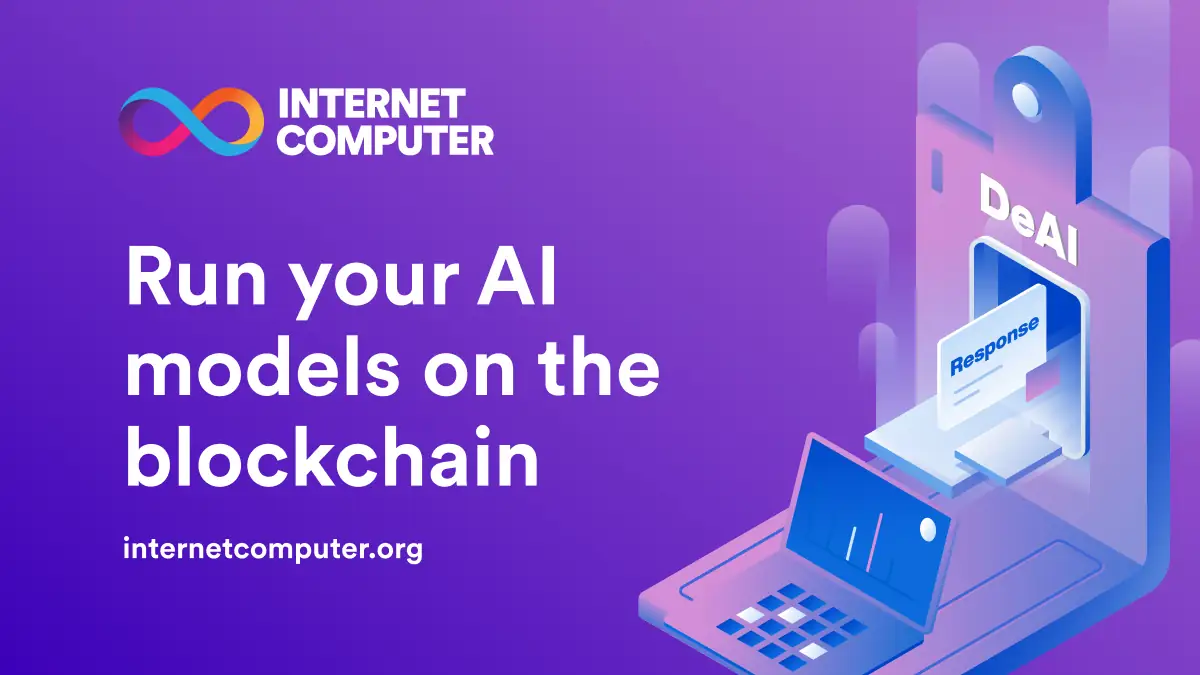 INTERNET
COMPUTER
Run your AI
models on the
blockchain
internetcomputer.org
DeAI
Response